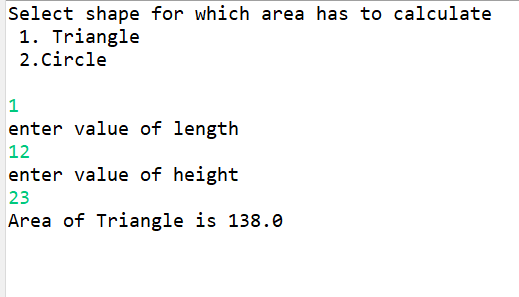 Select shape for which area has to calculate
1. Triangle
2.Circle
1
enter value of length
12
enter value of height
23
Area of Triangle is 138.0